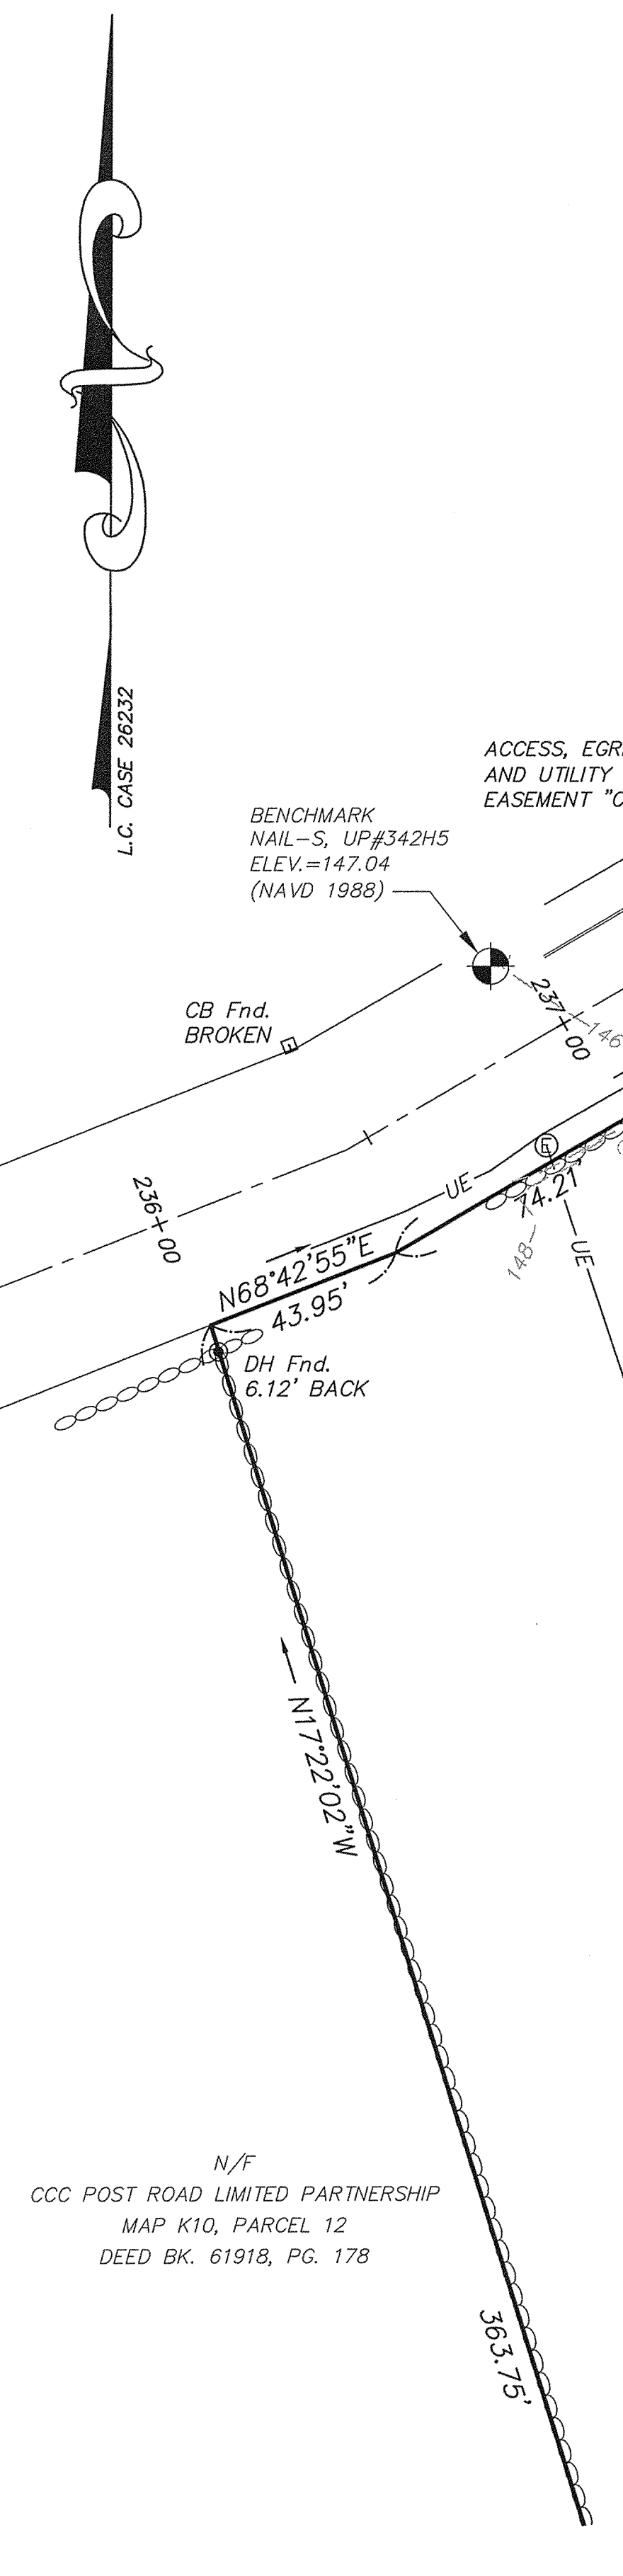 L.C. CASE 26232
ACCESS, EGR
AND UTILITY
EASEMENT "C
BENCHMARK
NAIL-S, UP#342H5
ELEV.=147.04
(NAVD 1988)
237+00
146
CB Fnd.
BROKEN
E
236+00
UE
74.21'
148
UE
N68°42'55"E
43.95'
DH Fnd.
6.12' BACK
N17°22'02"W
N/F
CCC POST ROAD LIMITED PARTNERSHIP
MAP K10, PARCEL 12
DEED BK. 61918, PG. 178
363.75'